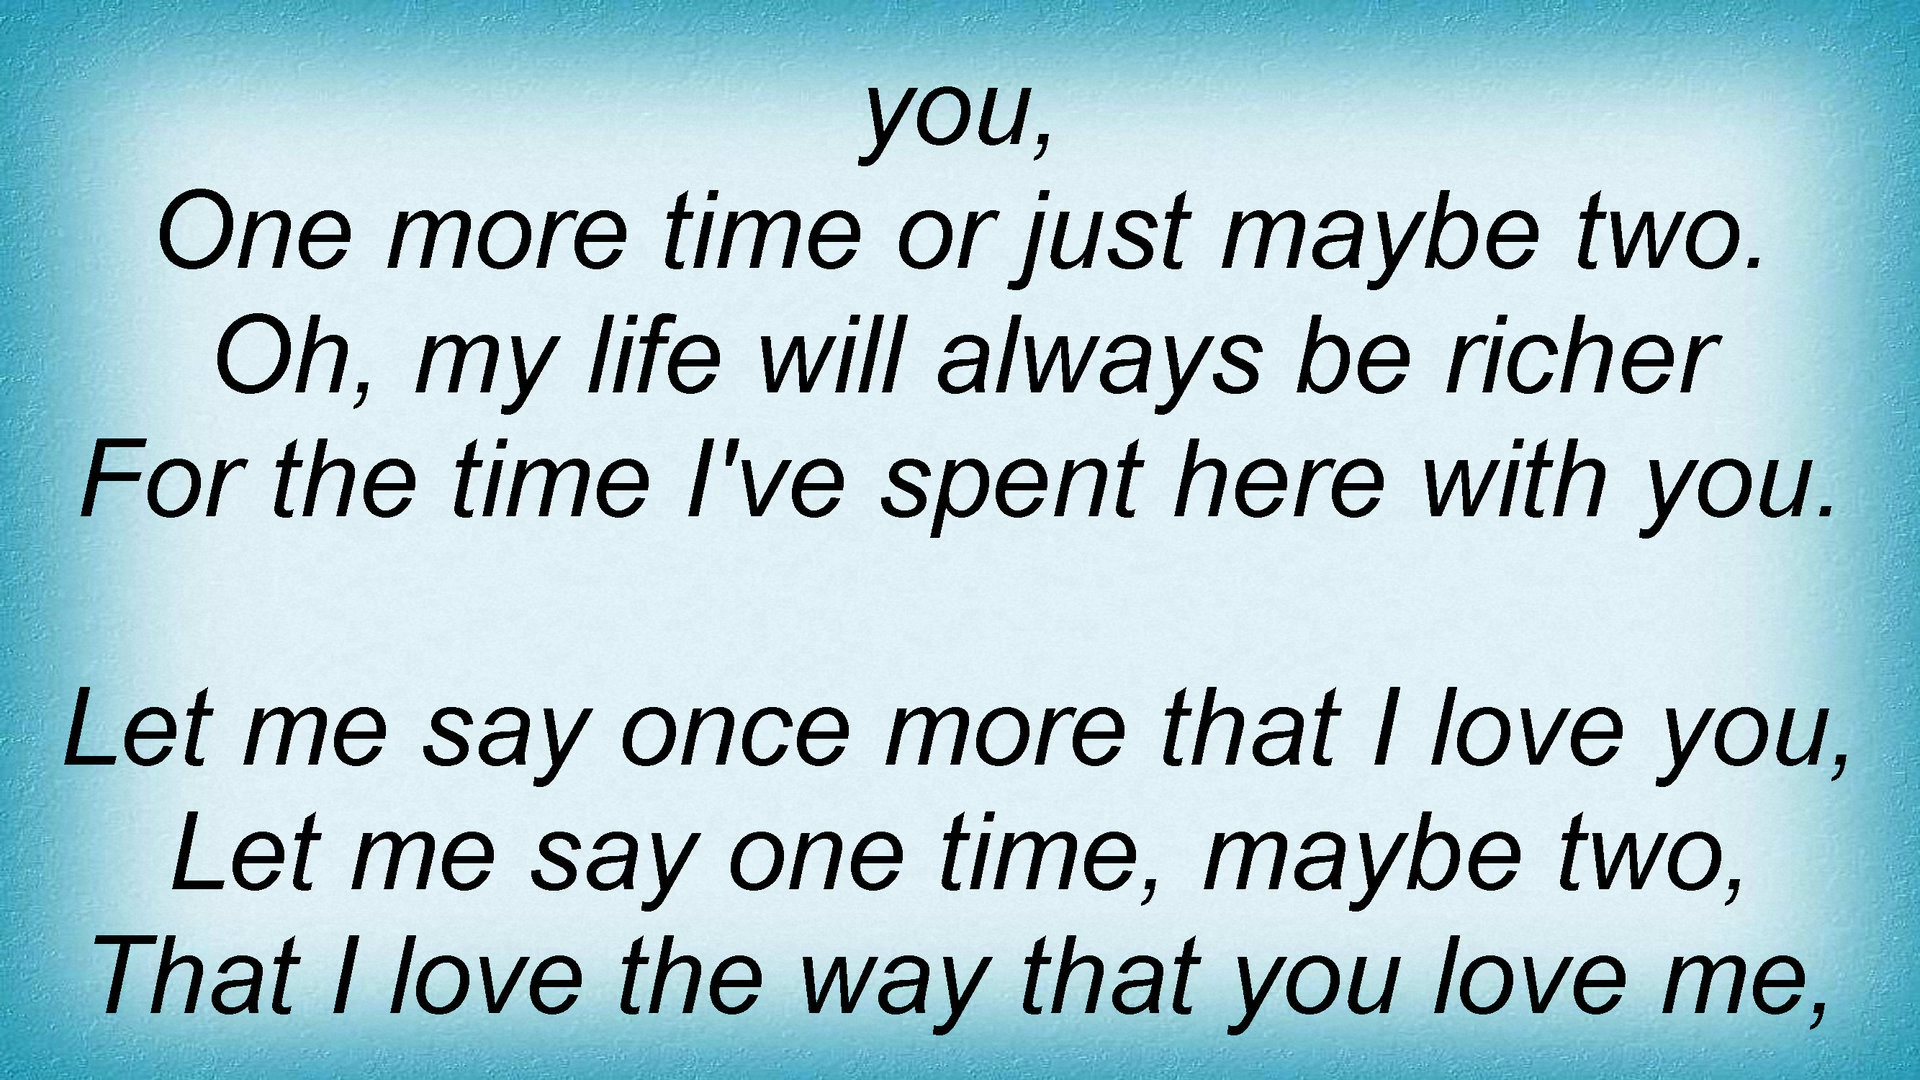 you,
One more time or just maybe two.
Oh, my life will always be richer
For the time I've spent here with you.
Let me say once more that I love you,
Let me say one time, maybe two,
That I love the way that you love me,